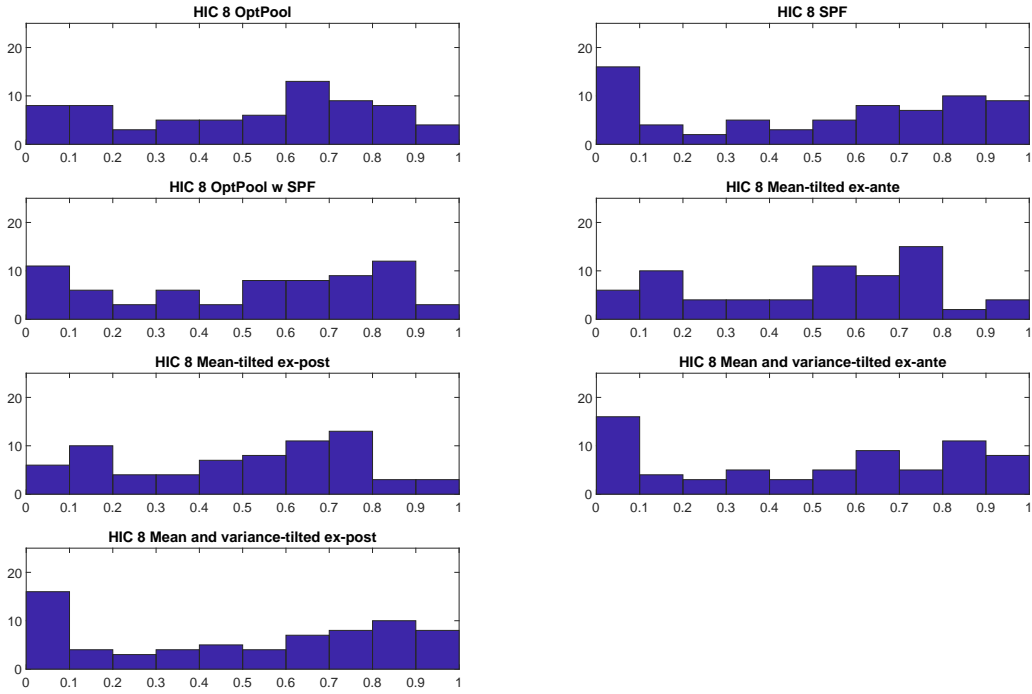 HIC 8 OptPool
20
10
0
0 0.1 0.2 0.3 0.4 0.5 0.6 0.7 0.8 0.9 1
HIC 8 SPF
20
10
0
0 0.1 0.2 0.3 0.4 0.5 0.6 0.7 0.8 0.9 1
HIC 8 OptPool w SPF
20
10
0
0 0.1 0.2 0.3 0.4 0.5 0.6 0.7 0.8 0.9 1
HIC 8 Mean-tilted ex-ante
20
10
0
0 0.1 0.2 0.3 0.4 0.5 0.6 0.7 0.8 0.9 1
HIC 8 Mean-tilted ex-post
20
10
0
0 0.1 0.2 0.3 0.4 0.5 0.6 0.7 0.8 0.9 1
HIC 8 Mean and variance-tilted ex-ante
20
10
0
0 0.1 0.2 0.3 0.4 0.5 0.6 0.7 0.8 0.9 1
HIC 8 Mean and variance-tilted ex-post
20
10
0
0 0.1 0.2 0.3 0.4 0.5 0.6 0.7 0.8 0.9 1